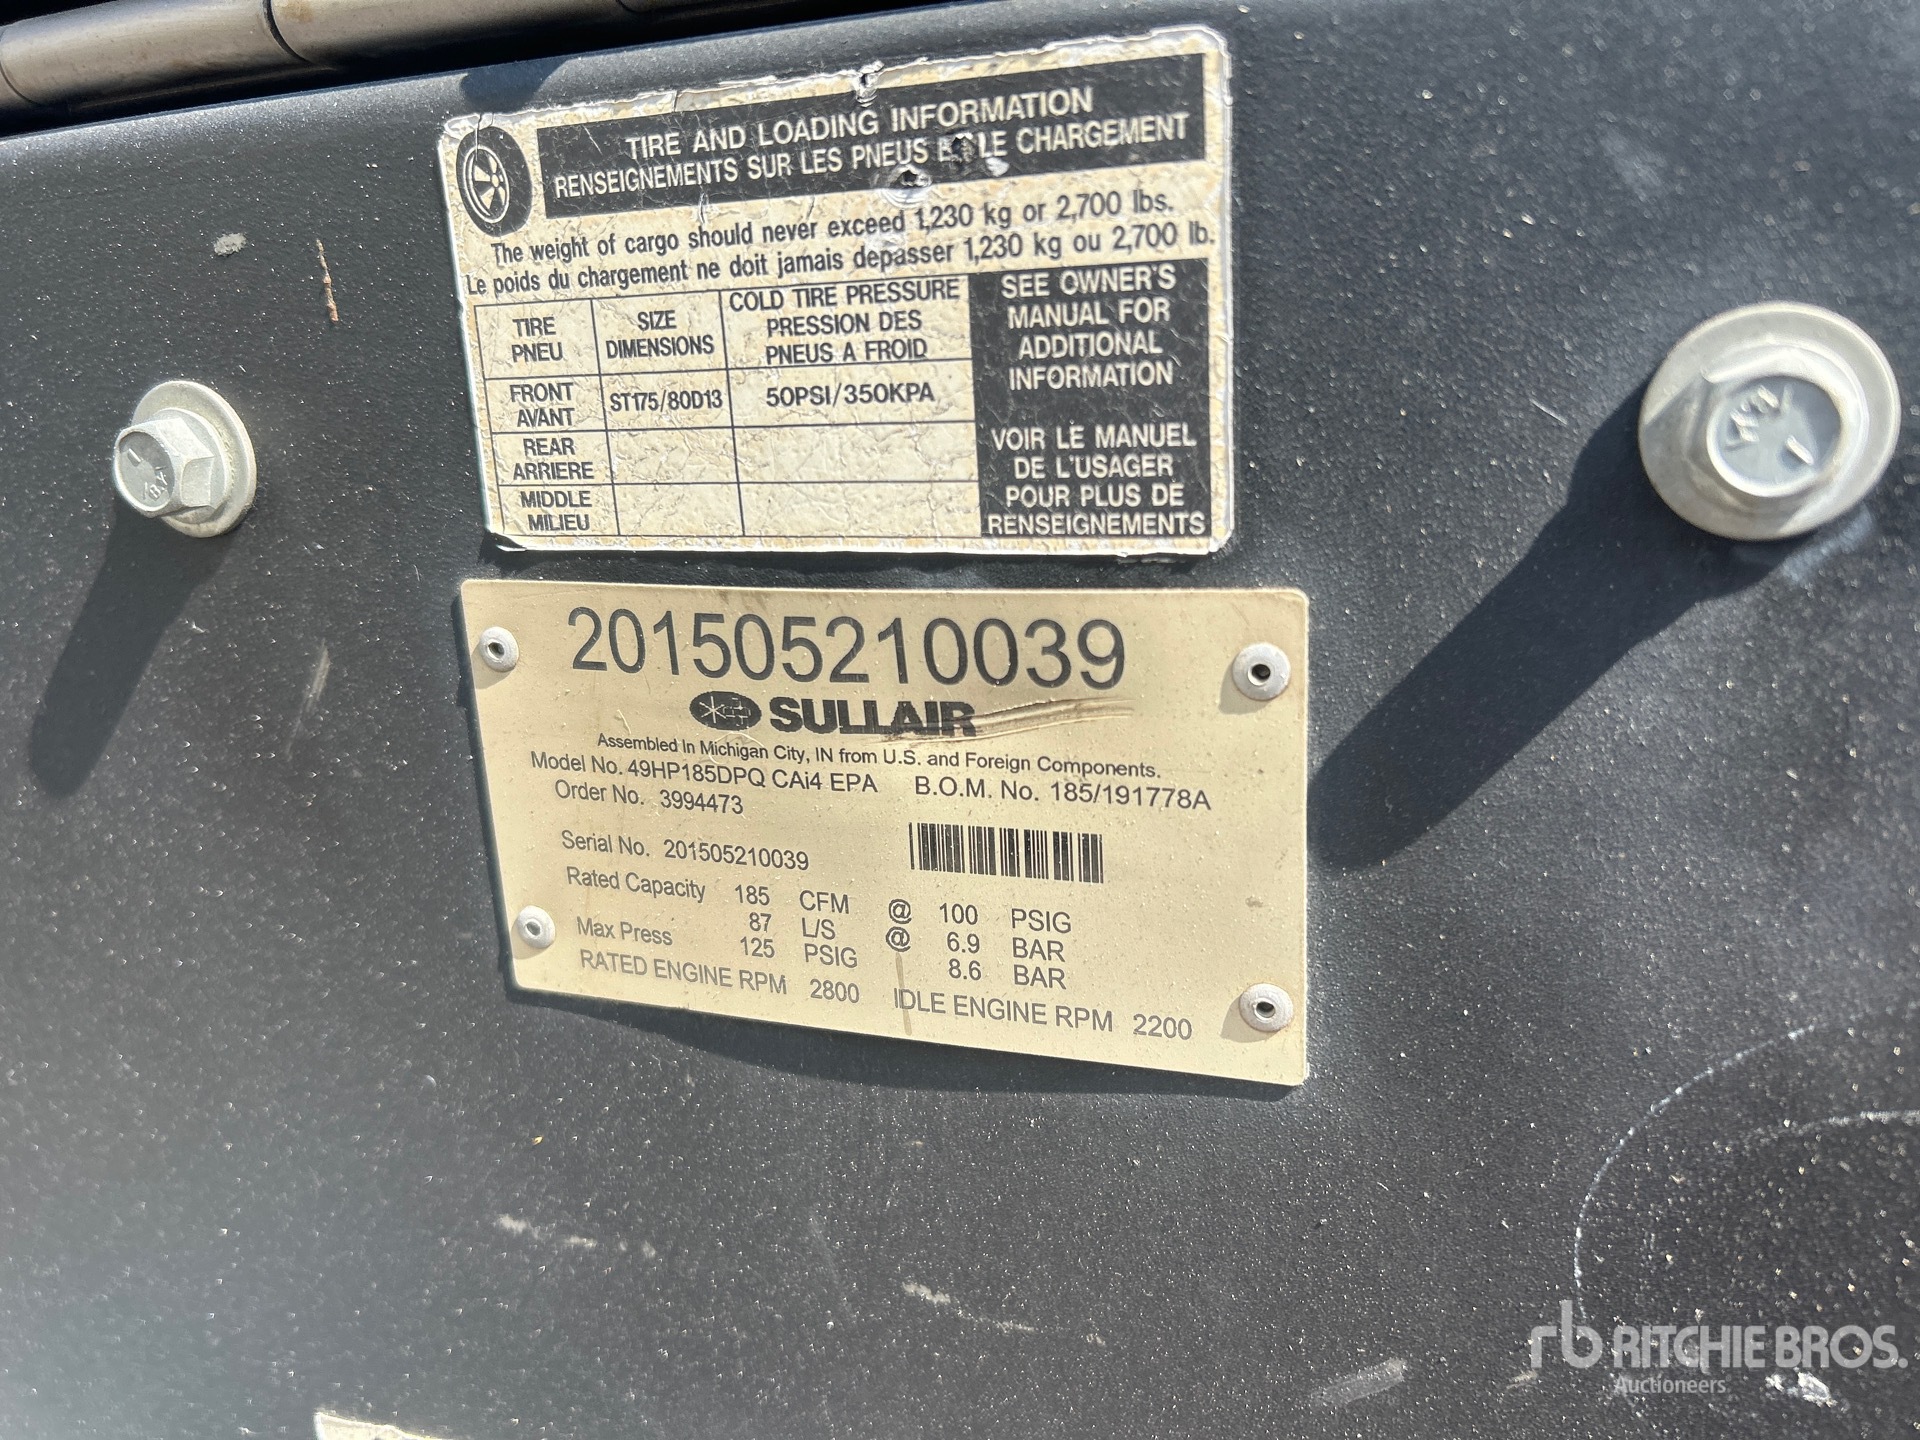 TIRE AND LOADING INFORMATION
RENSEIGNEMENTS SUR LES PNEUS LE CHARGEMENT
The weight of cargo should never exceed 1,230 kg or 2,700 lbs.
Le poids du chargement ne doit jamais depasser 1,230 kg ou 2,700 lb.
TIRE PNEU
SIZE DIMENSIONS
COLD TIRE PRESSURE
PRESSION DES
PNEUS A FROID
FRONT AVANT
ST175/80D13
50PSI/350KPA
REAR ARRIERE
MIDDLE MILIEU
SEE OWNER'S
MANUAL FOR
ADDITIONAL
INFORMATION
VOIR LE MANUEL
DE L'USAGER
POUR PLUS DE
RENSEIGNEMENTS
201505210039
SULLAIR
Assembled in Michigan City, IN from U.S. and Foreign Components.
Model No. 49HP185DPQ CAi4 EPA B.O.M. No. 185/191778A
Order No. 3994473
Serial No. 201505210039
Rated Capacity 185 CFM @ 100 PSIG
87 L/S @ 6.9 BAR
Max Press 125 PSIG 8.6 BAR
RATED ENGINE RPM 2800 IDLE ENGINE RPM 2200
rb RITCHIE BROS.
Auctioneers